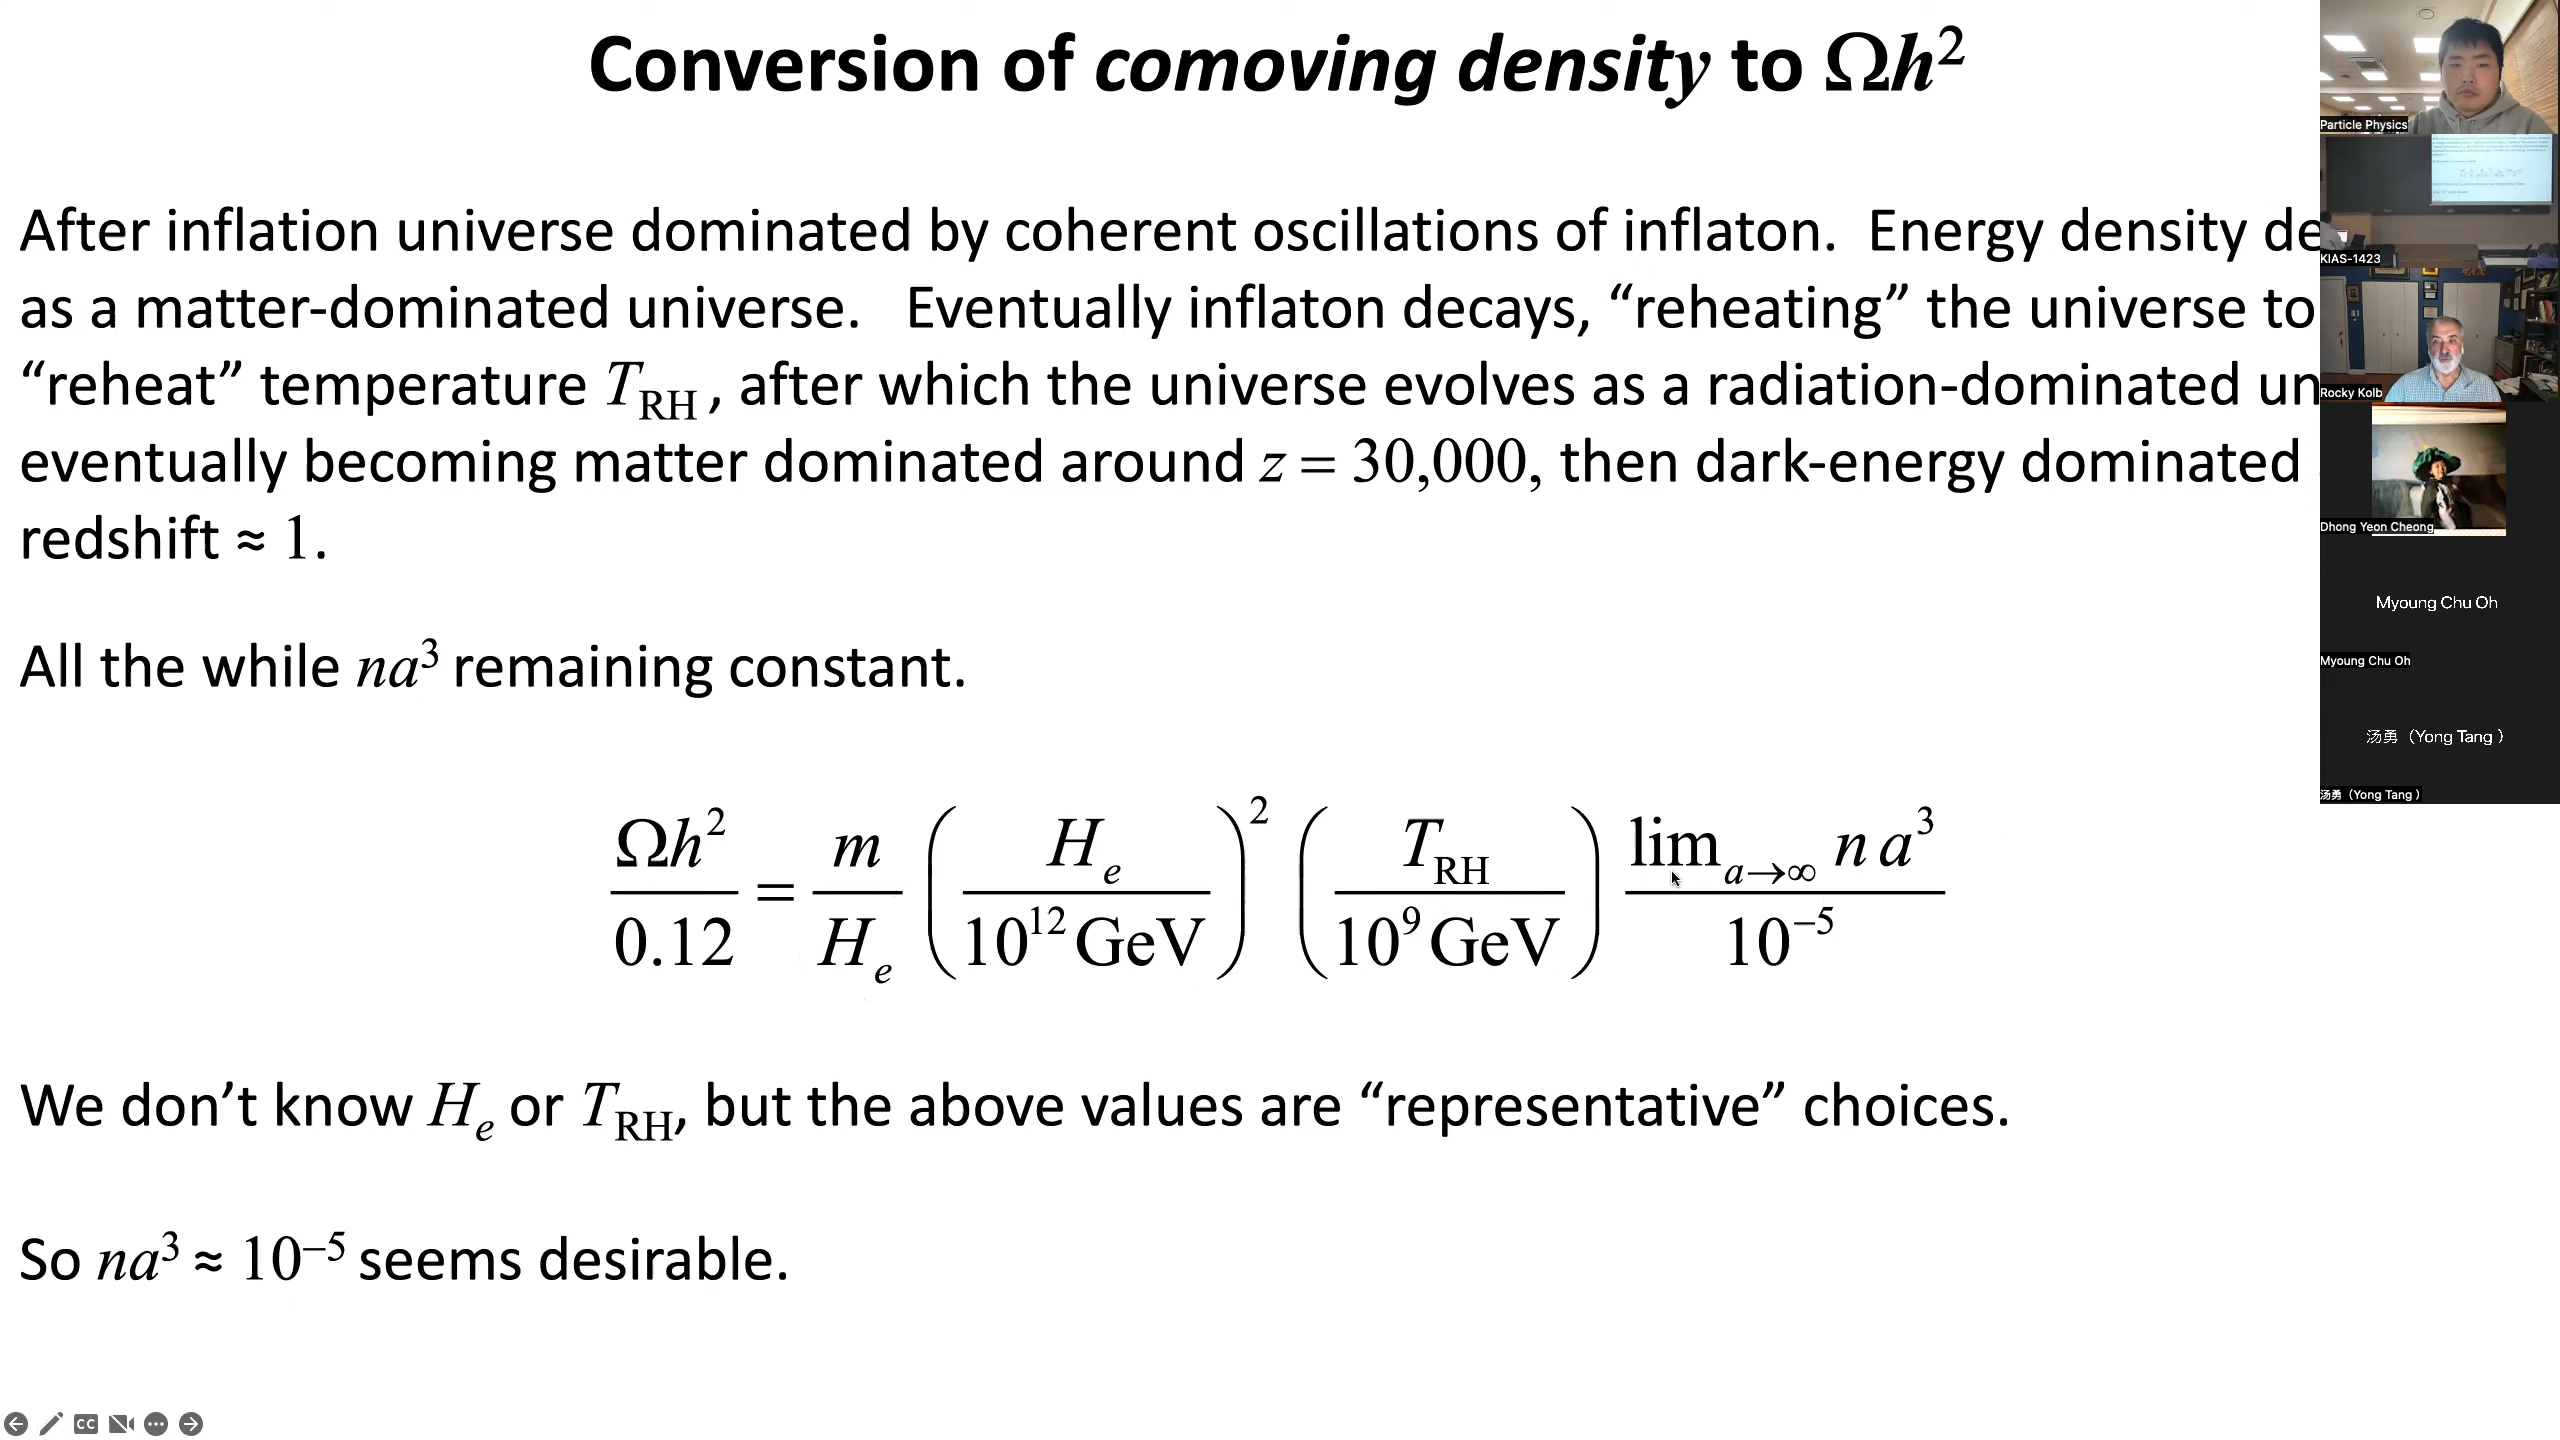 Conversion of comoving density to Ωh²
After inflation universe dominated by coherent oscillations of inflaton. Energy density de
as a matter-dominated universe. Eventually inflaton decays, “reheating” the universe to
“reheat” temperature T_RH , after which the universe evolves as a radiation-dominated un
eventually becoming matter dominated around z = 30,000, then dark-energy dominated
redshift ≈ 1.
All the while na³ remaining constant.
Ωh²/0.12 = m/H_e (H_e/10¹² GeV)² (T_RH/10⁹ GeV) lim_{a→∞} n a³/10⁻⁵
We don’t know H_e or T_RH, but the above values are “representative” choices.
So na³ ≈ 10⁻⁵ seems desirable.
Particle Physics
KIAS-1423
Rocky Kolb
Dhong Yeon Cheong
Myoung Chu Oh
Myoung Chu Oh
汤勇（Yong Tang ）
汤勇（Yong Tang ）
CC